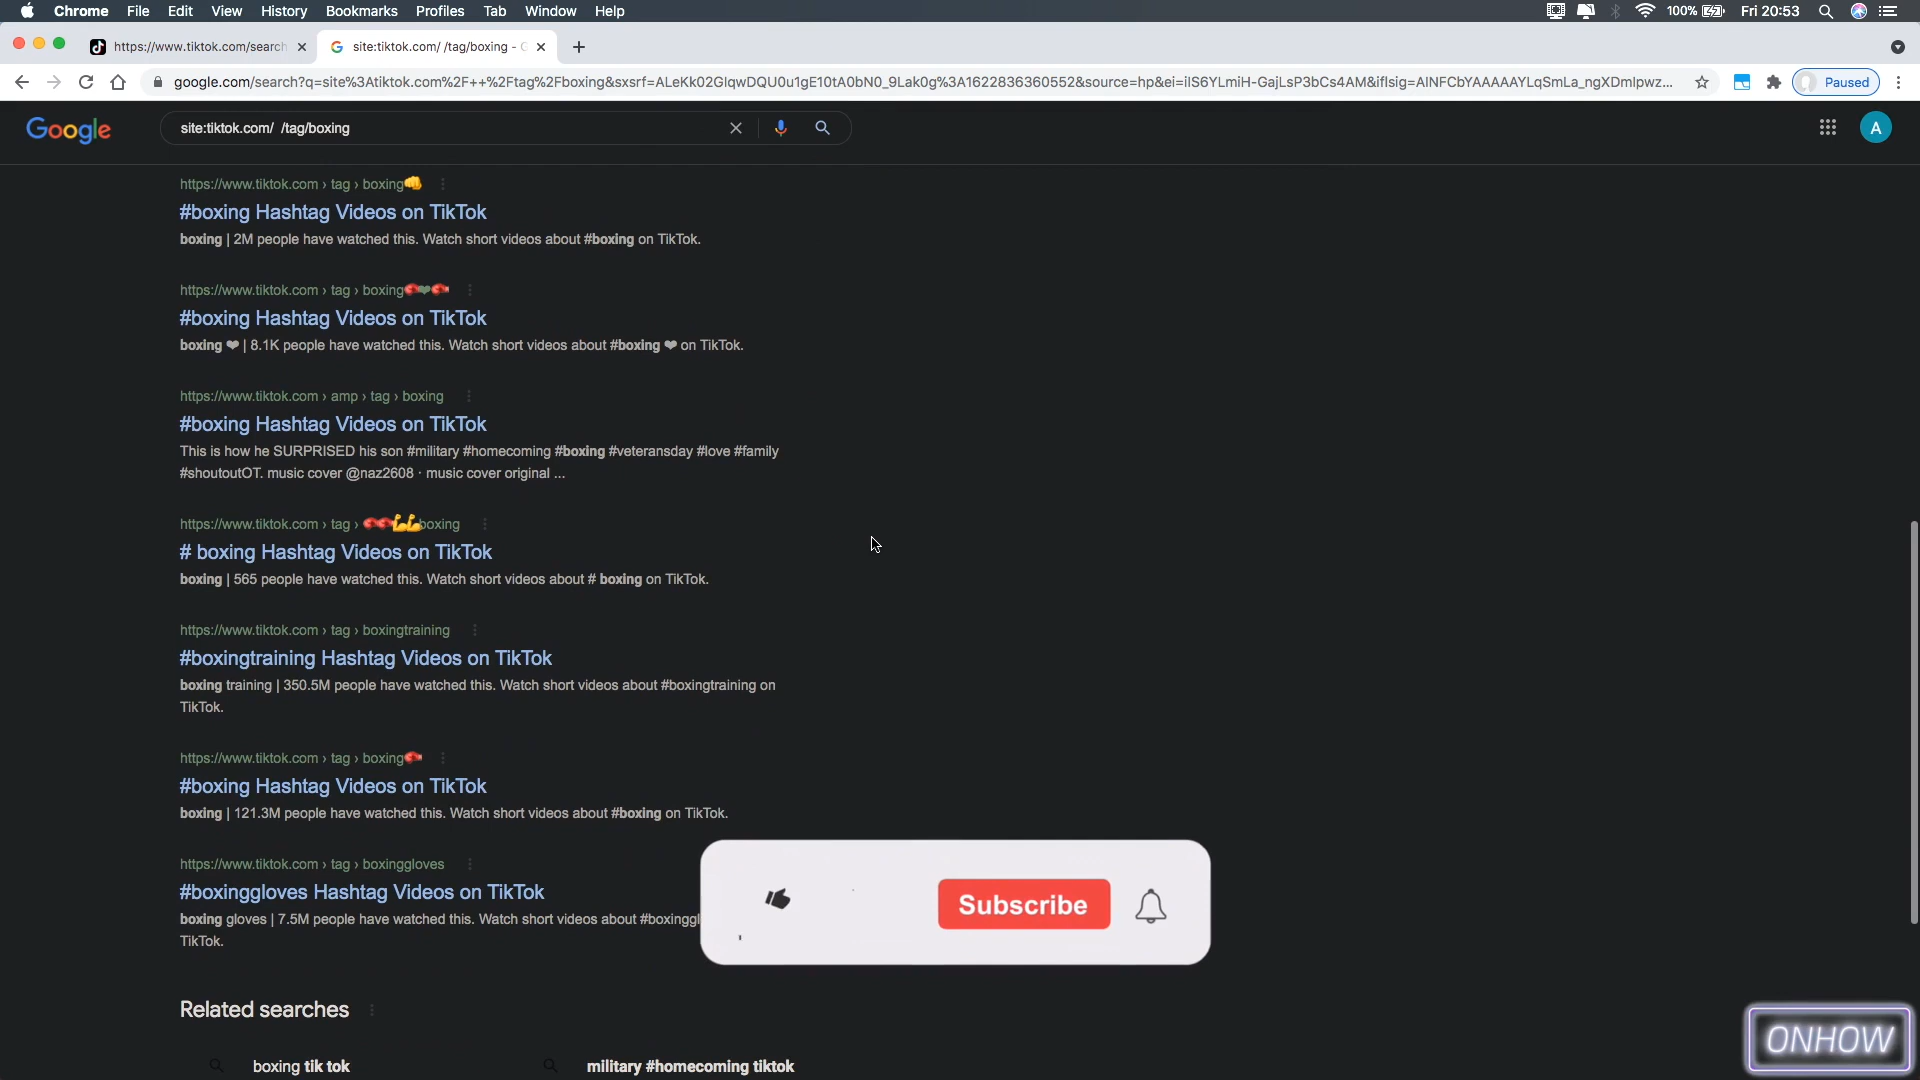 Chrome File Edit View History Bookmarks Profiles Tab Window Help 100% Fri 20:53
https://www.tiktok.com/search site:tiktok.com/ /tag/boxing -
google.com/search?q=site%3Atiktok.com%2F++%2Ftag%2Fboxing&sxsrf=ALeKk02GlqwDQU0u1gE10tA0bN0_9Lak0g%3A1622836360552&source=hp&ei=ilS6YLmiH-GajLsP3bCs4AM&iflsig=AINFCbYAAAAAYLqSmLa_ngXDmlpwz... Paused
Google site:tiktok.com/ /tag/boxing A
https://www.tiktok.com › tag › boxing👊
#boxing Hashtag Videos on TikTok
boxing | 2M people have watched this. Watch short videos about #boxing on TikTok.
https://www.tiktok.com › tag › boxing🥊❤🥊
#boxing Hashtag Videos on TikTok
boxing ❤ | 8.1K people have watched this. Watch short videos about #boxing ❤ on TikTok.
https://www.tiktok.com › amp › tag › boxing
#boxing Hashtag Videos on TikTok
This is how he SURPRISED his son #military #homecoming #boxing #veteransday #love #family
#shoutoutOT. music cover @naz2608 · music cover original ...
https://www.tiktok.com › tag › 🥊🥊💪💪boxing
# boxing Hashtag Videos on TikTok
boxing | 565 people have watched this. Watch short videos about # boxing on TikTok.
https://www.tiktok.com › tag › boxingtraining
#boxingtraining Hashtag Videos on TikTok
boxing training | 350.5M people have watched this. Watch short videos about #boxingtraining on
TikTok.
https://www.tiktok.com › tag › boxing🥊
#boxing Hashtag Videos on TikTok
boxing | 121.3M people have watched this. Watch short videos about #boxing on TikTok.
https://www.tiktok.com › tag › boxinggloves
#boxinggloves Hashtag Videos on TikTok
boxing gloves | 7.5M people have watched this. Watch short videos about #boxinggl
TikTok.
Subscribe
Related searches
boxing tik tok military #homecoming tiktok
ONHOW